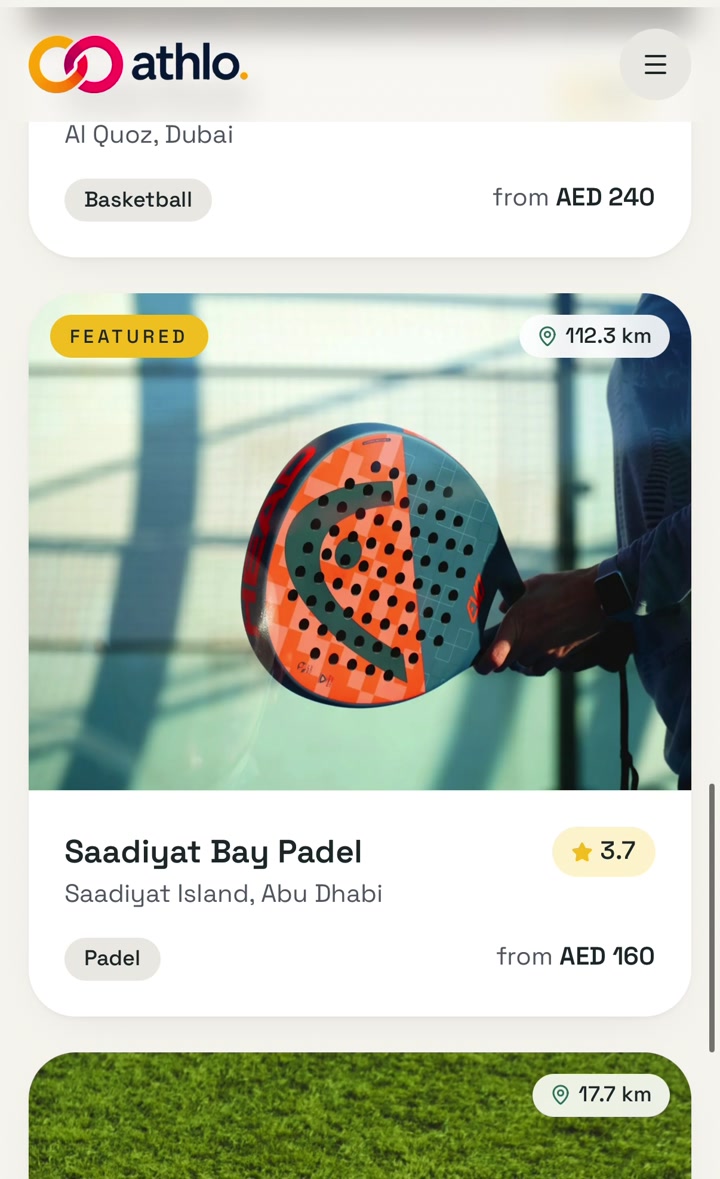 athlo.
Al Quoz, Dubai
Basketball
from AED 240
FEATURED
112.3 km
HEAD
Saadiyat Bay Padel
3.7
Saadiyat Island, Abu Dhabi
Padel
from AED 160
17.7 km